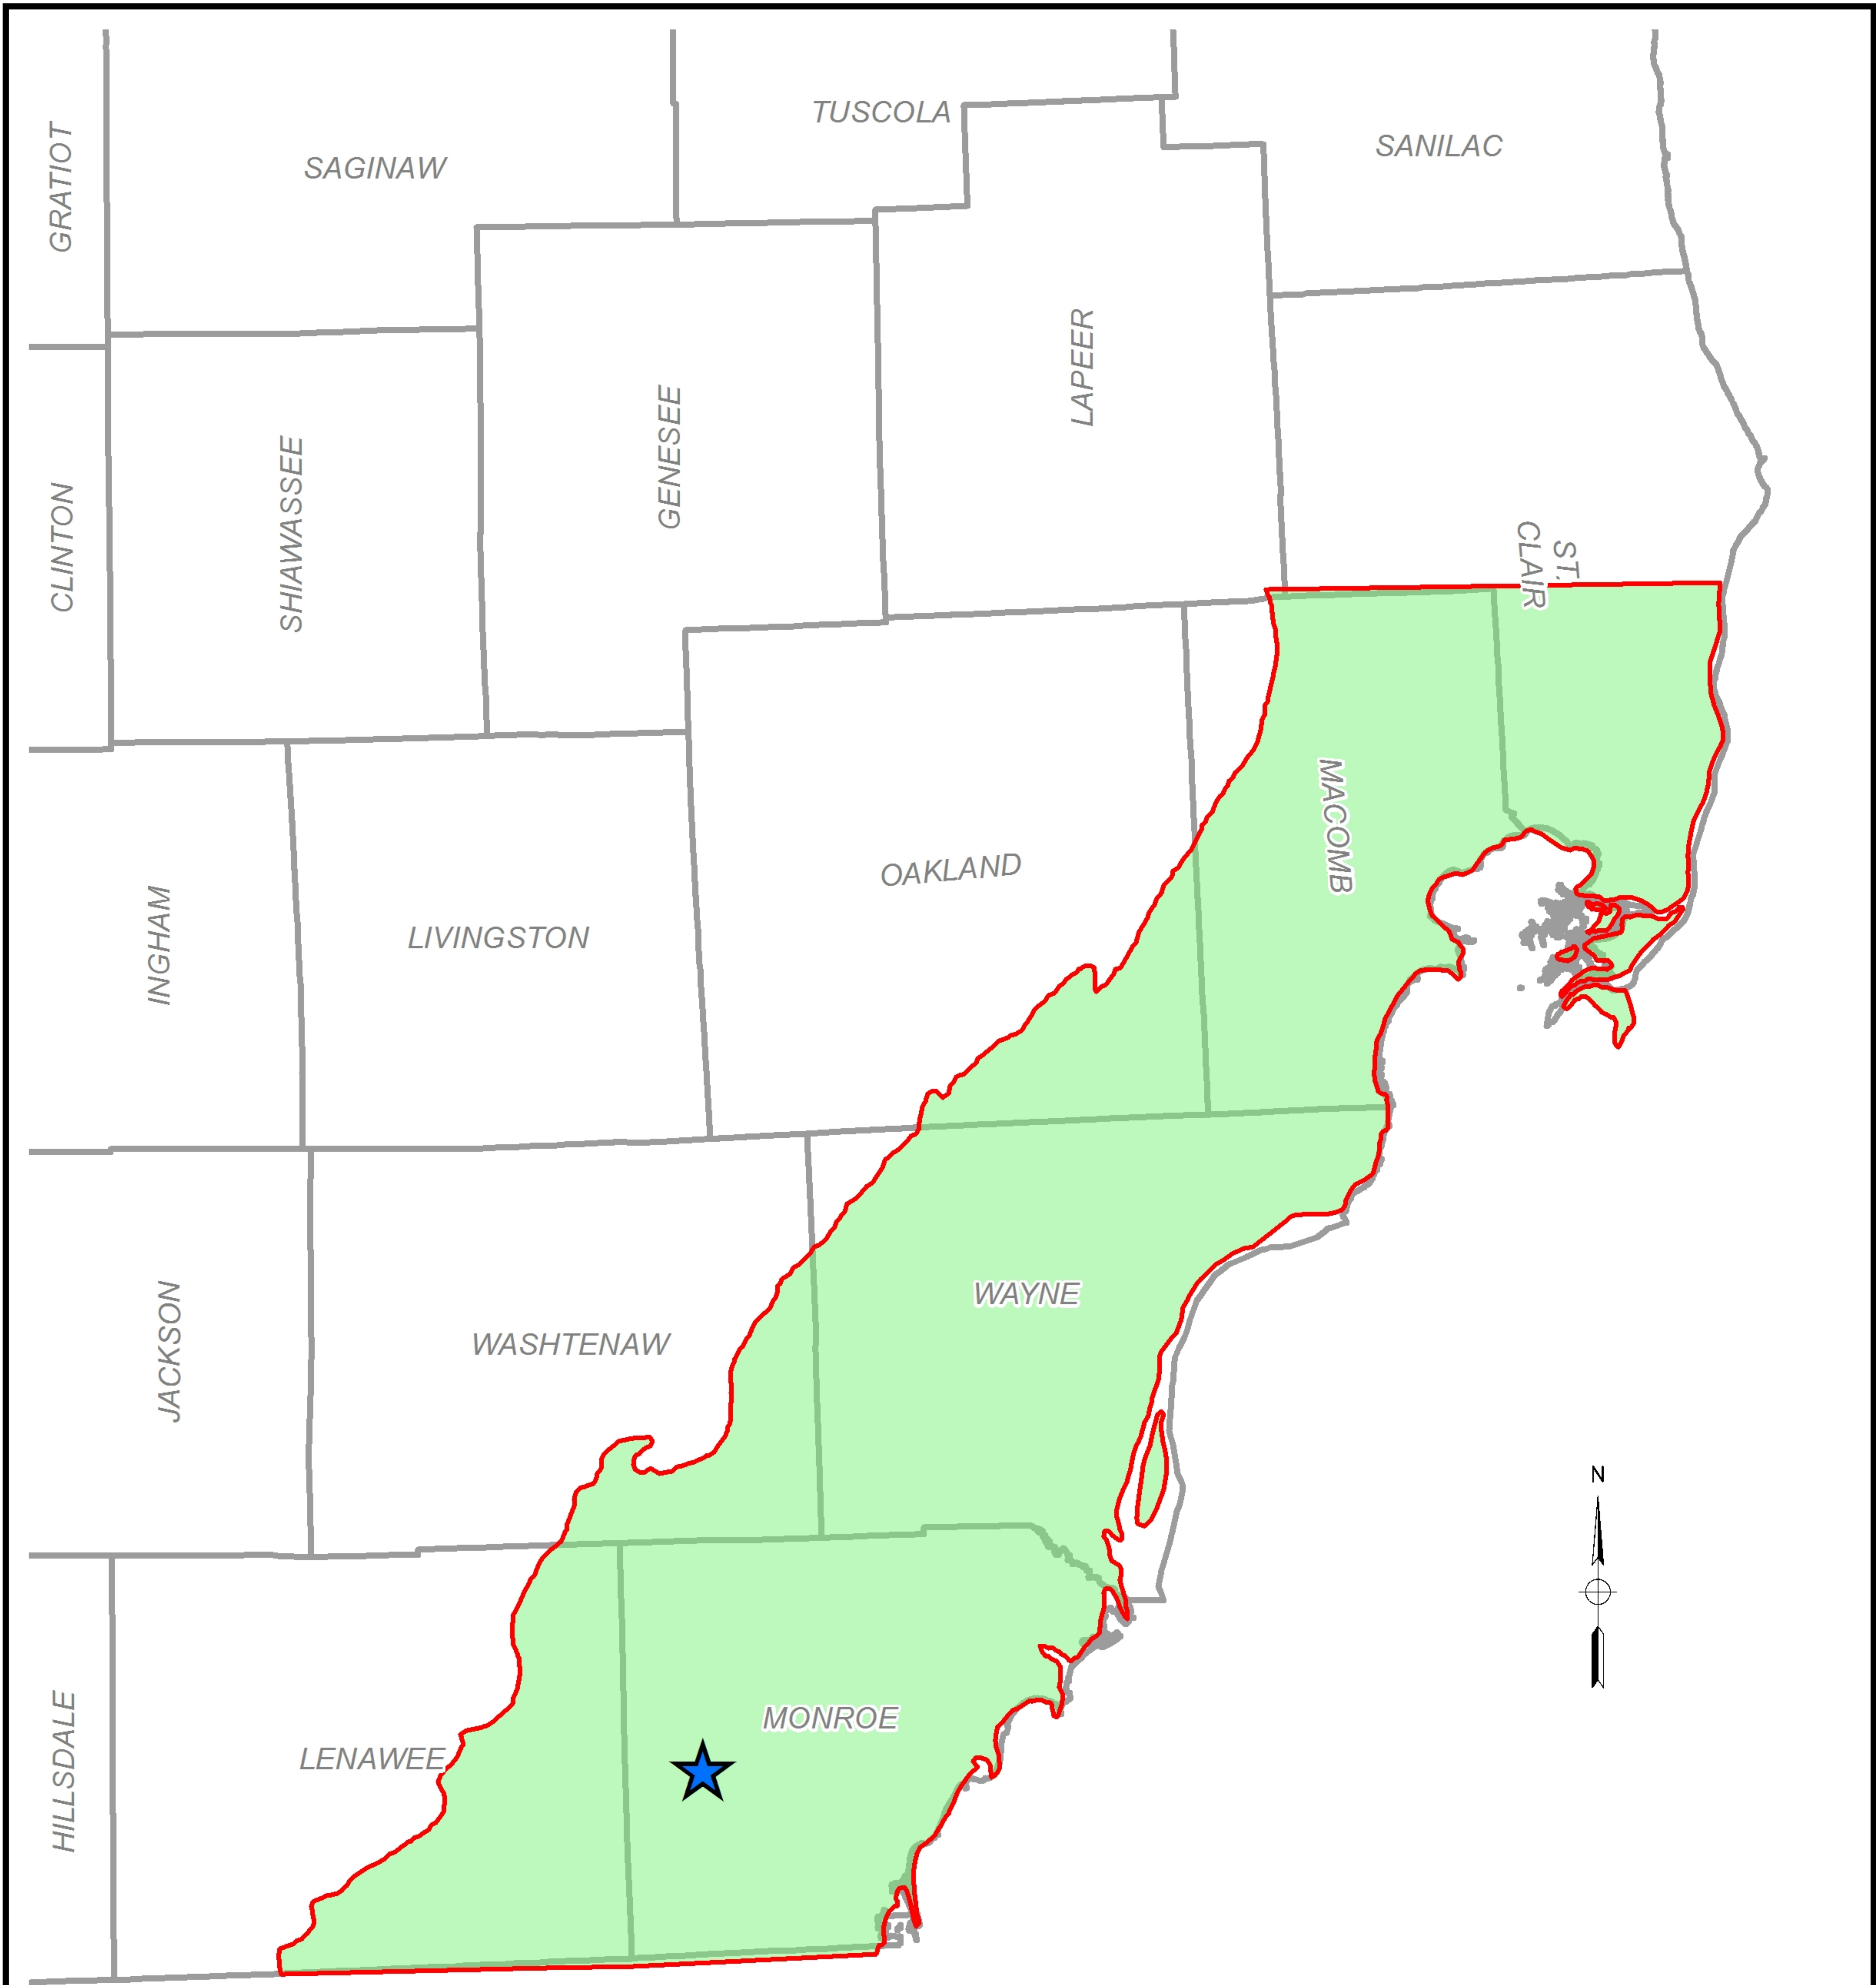 TUSCOLA
SANILAC
SAGINAW
GRATIOT
LAPEER
GENESEE
SHIAWASSEE
CLINTON
ST.
CLAIR
MACOMB
OAKLAND
LIVINGSTON
INGHAM
WAYNE
WASHTENAW
JACKSON
N
MONROE
LENAWEE
HILLSDALE